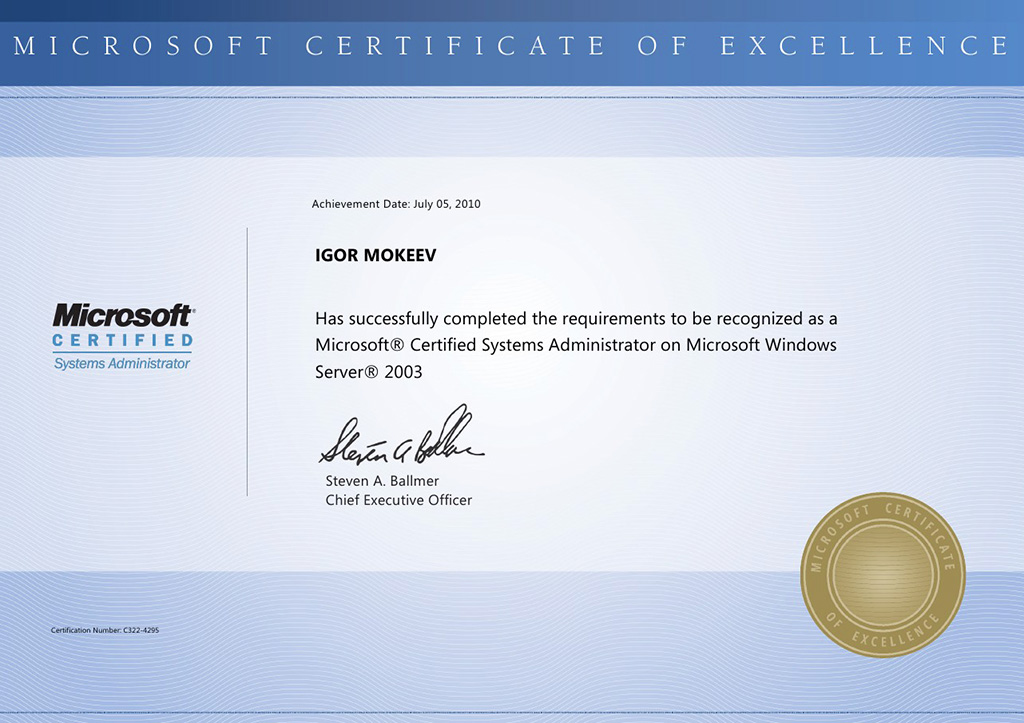 MICROSOFT CERTIFICATE OF EXCELLENCE
Achievement Date: July 05, 2010
IGOR MOKEEV
Has successfully completed the requirements to be recognized as a
Microsoft® Certified Systems Administrator on Microsoft Windows
Server® 2003
Microsoft®
CERTIFIED
Systems Administrator
Steven A Ballmer
Steven A. Ballmer
Chief Executive Officer
MICROSOFT CERTIFICATE
OF EXCELLENCE
Certification Number: C322-4295